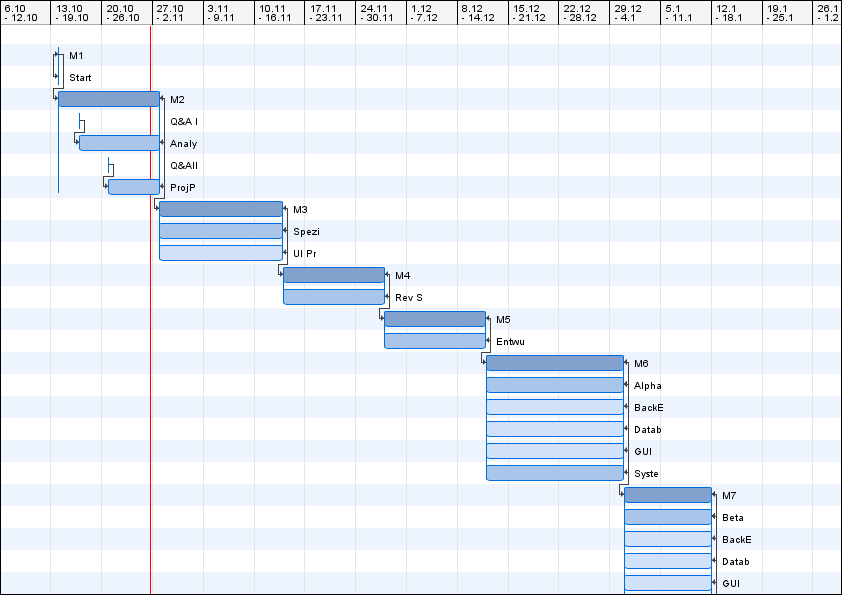 6.10 13.10 20.10 27.10 3.11 10.11 17.11 24.11 1.12 8.12 15.12 22.12 29.12 5.1 12.1 19.1 26.1
- 12.10 - 19.10 - 26.10 - 2.11 - 9.11 - 16.11 - 23.11 - 30.11 - 7.12 - 14.12 - 21.12 - 28.12 - 4.1 - 11.1 - 18.1 - 25.1 - 1.2
M1
Start
M2
Q&A I
Analy
Q&AII
ProjP
M3
Spezi
UI Pr
M4
Rev S
M5
Entwu
M6
Alpha
BackE
Datab
GUI
Syste
M7
Beta
BackE
Datab
GUI